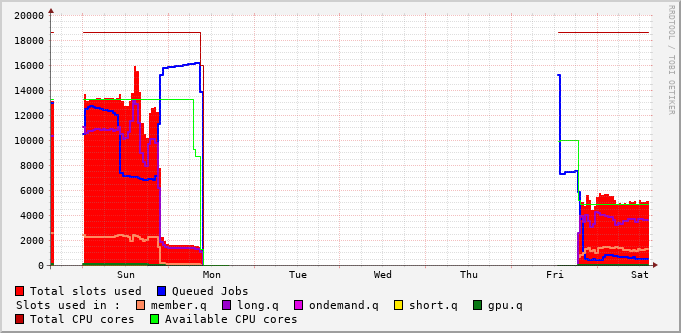 20000
18000
16000
14000
12000
10000
8000
6000
4000
2000
0
Sun Mon Tue Wed Thu Fri Sat
RRDTOOL / TOBI OETIKER
Total slots used Queued Jobs
Slots used in : member.q long.q ondemand.q short.q gpu.q
Total CPU cores Available CPU cores